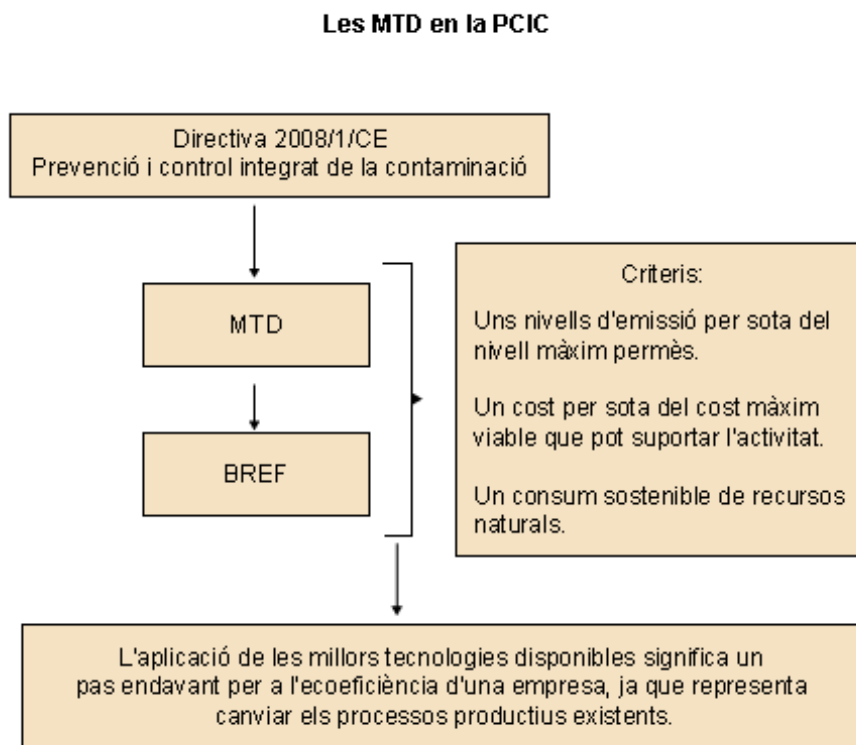 Les MTD en la PCIC
Directiva 2008/1/CE
Prevenció i control integrat de la contaminació
MTD
BREF
Criteris:
Uns nivells d'emissió per sota del
nivell màxim permès.
Un cost per sota del cost màxim
viable que pot suportar l'activitat.
Un consum sostenible de recursos
naturals.
L'aplicació de les millors tecnologies disponibles significa un
pas endavant per a l'ecoeficiència d'una empresa, ja que representa
canviar els processos productius existents.